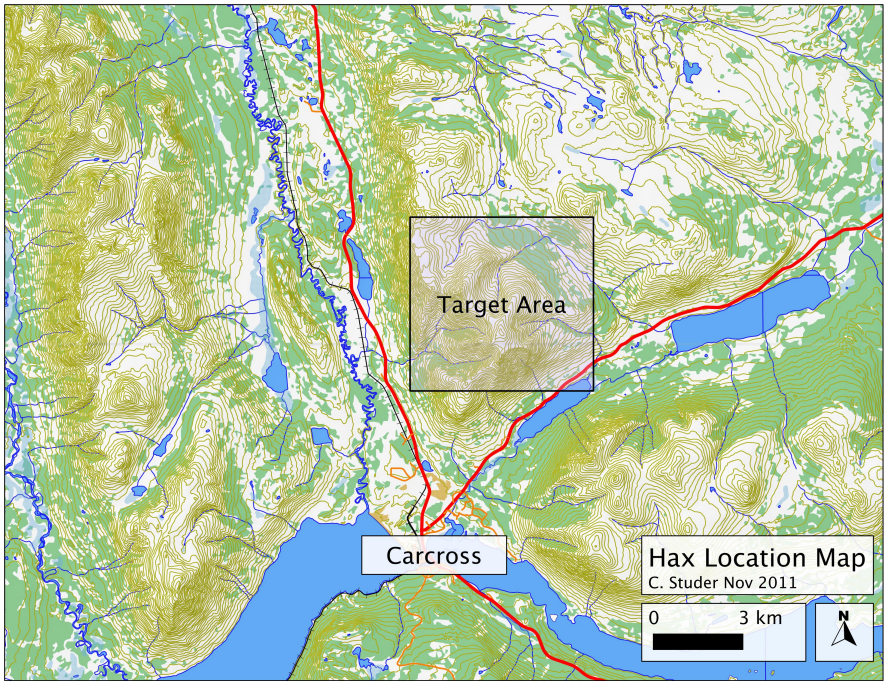 Target Area
Carcross
Hax Location Map
C. Studer Nov 2011
0 3 km
N